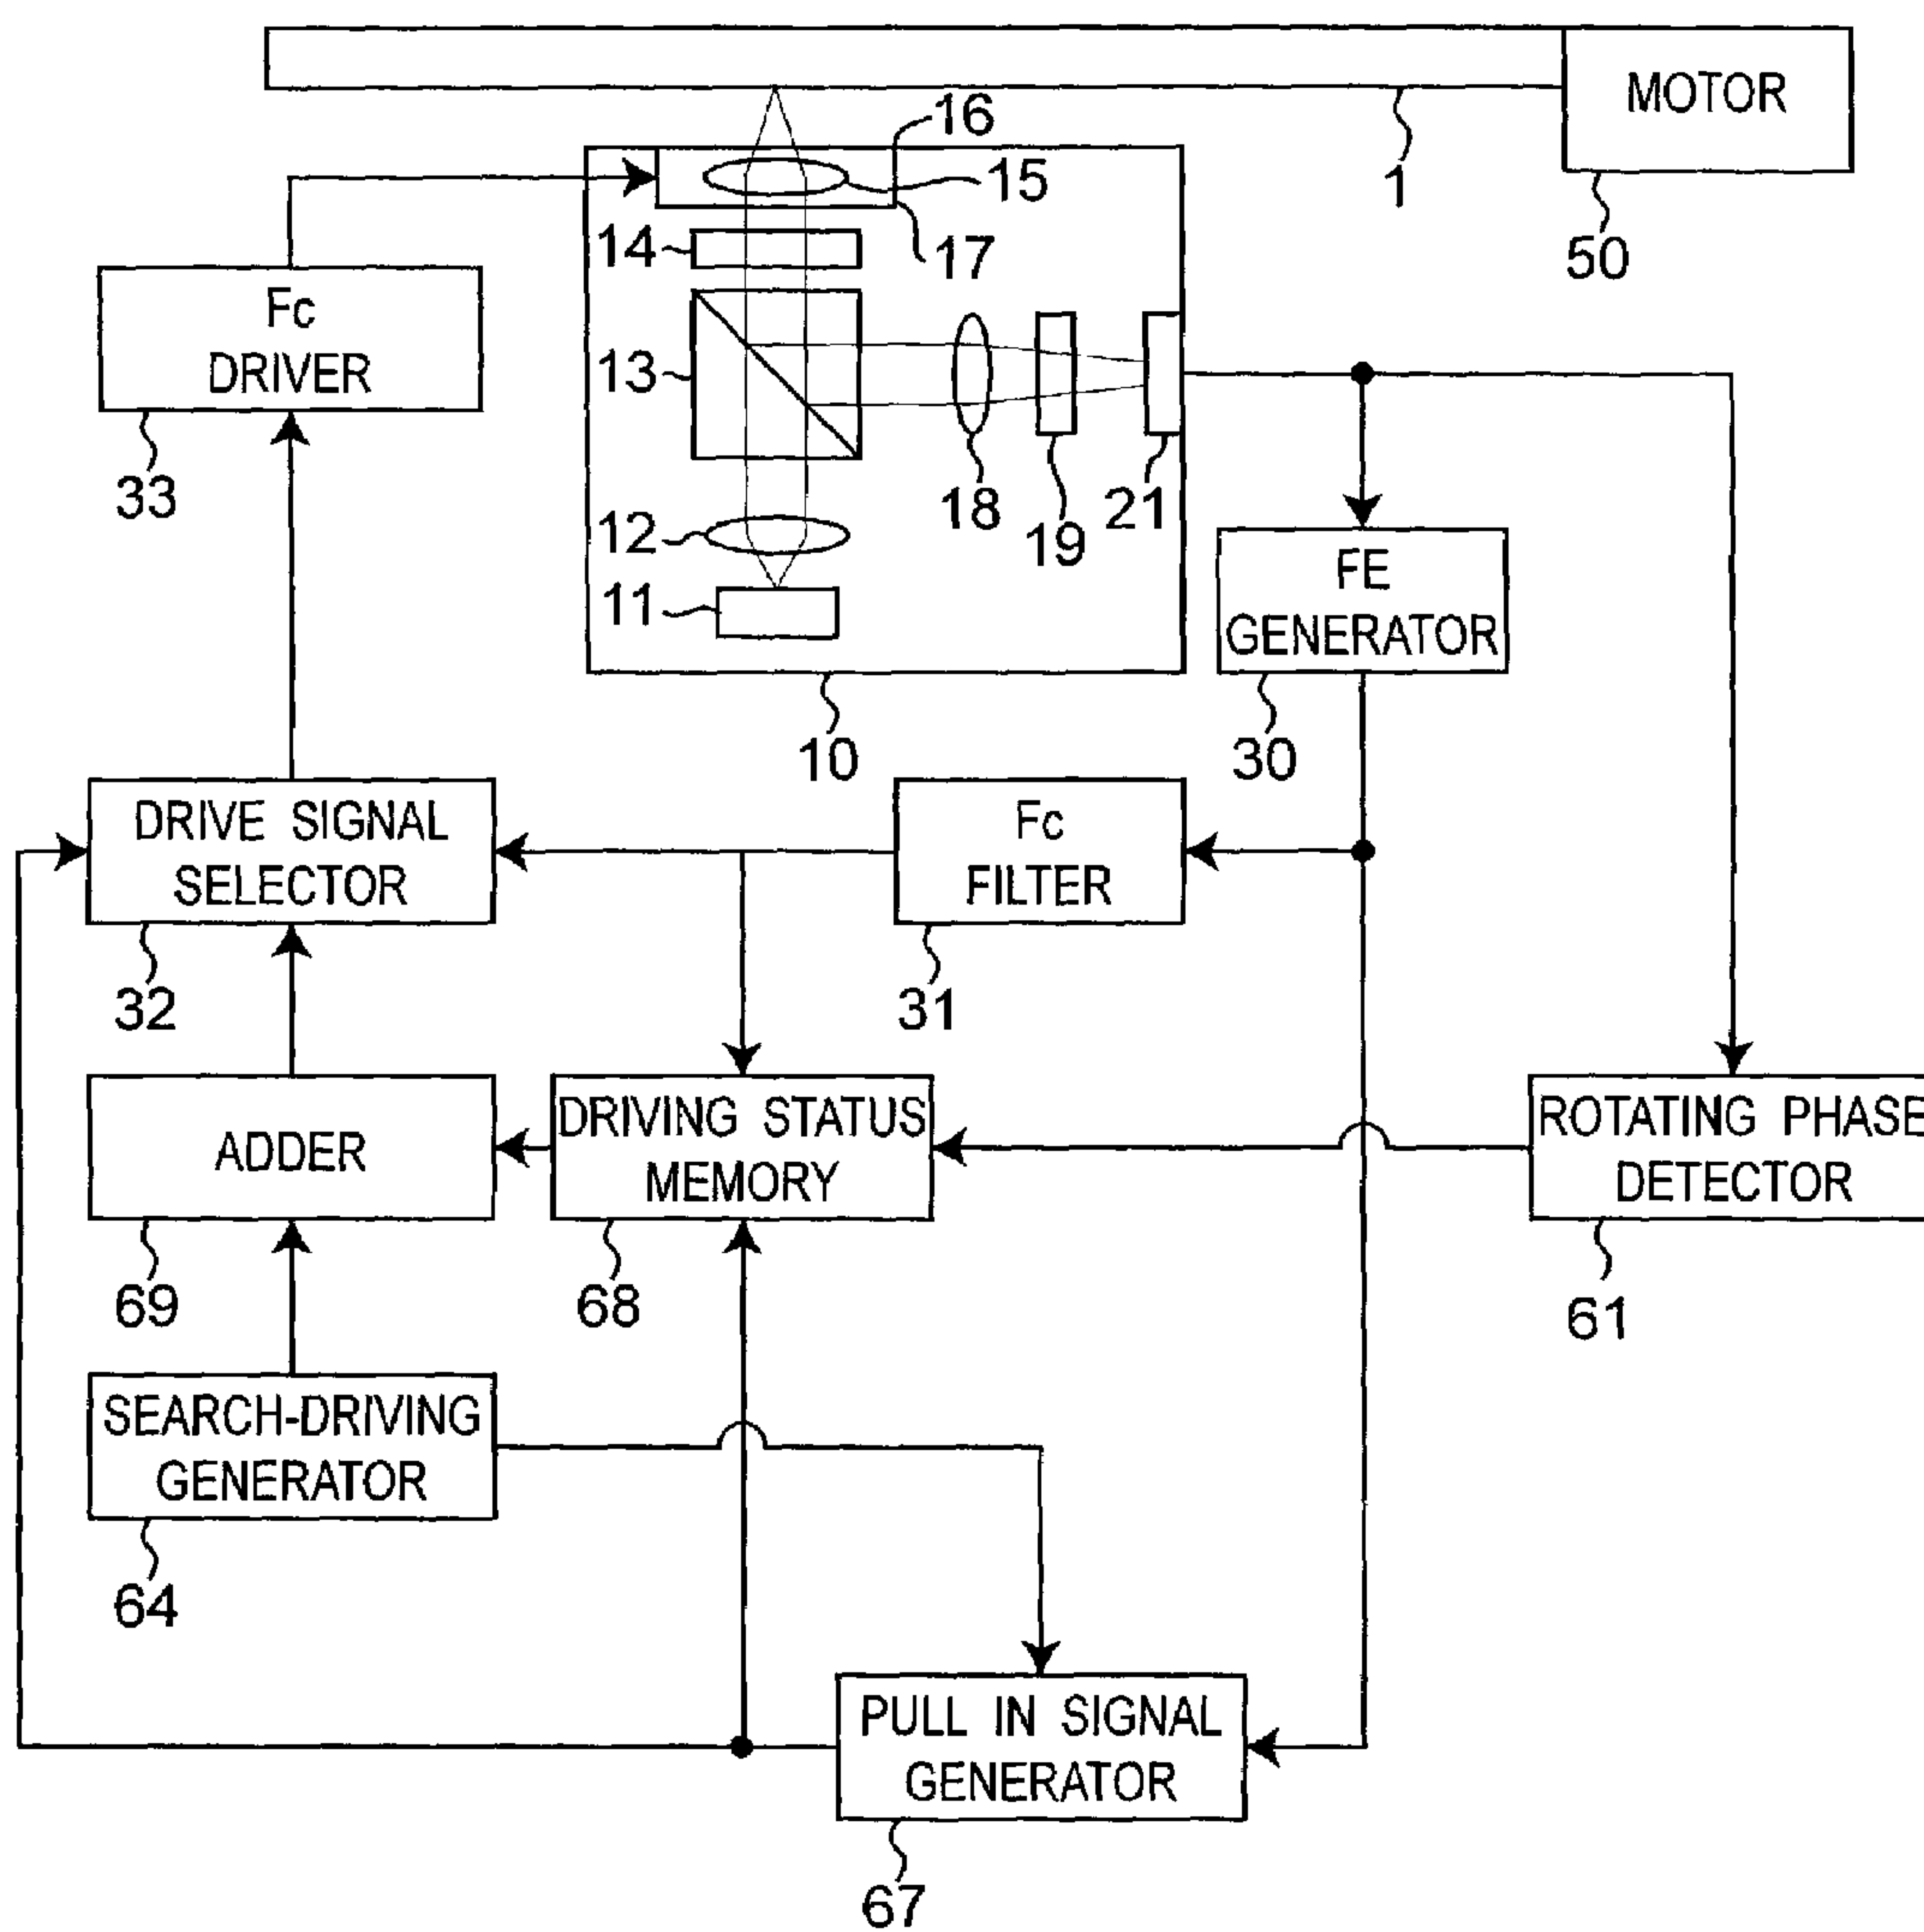 MOTOR
16
15
1
14
17
50
Fc
DRIVER
13
33
18
21
12
19
FE
GENERATOR
11
10
30
DRIVE SIGNAL
SELECTOR
Fc
FILTER
32
31
ADDER
DRIVING STATUS
MEMORY
ROTATING PHASE
DETECTOR
69
68
61
SEARCH-DRIVING
GENERATOR
64
PULL IN SIGNAL
GENERATOR
67